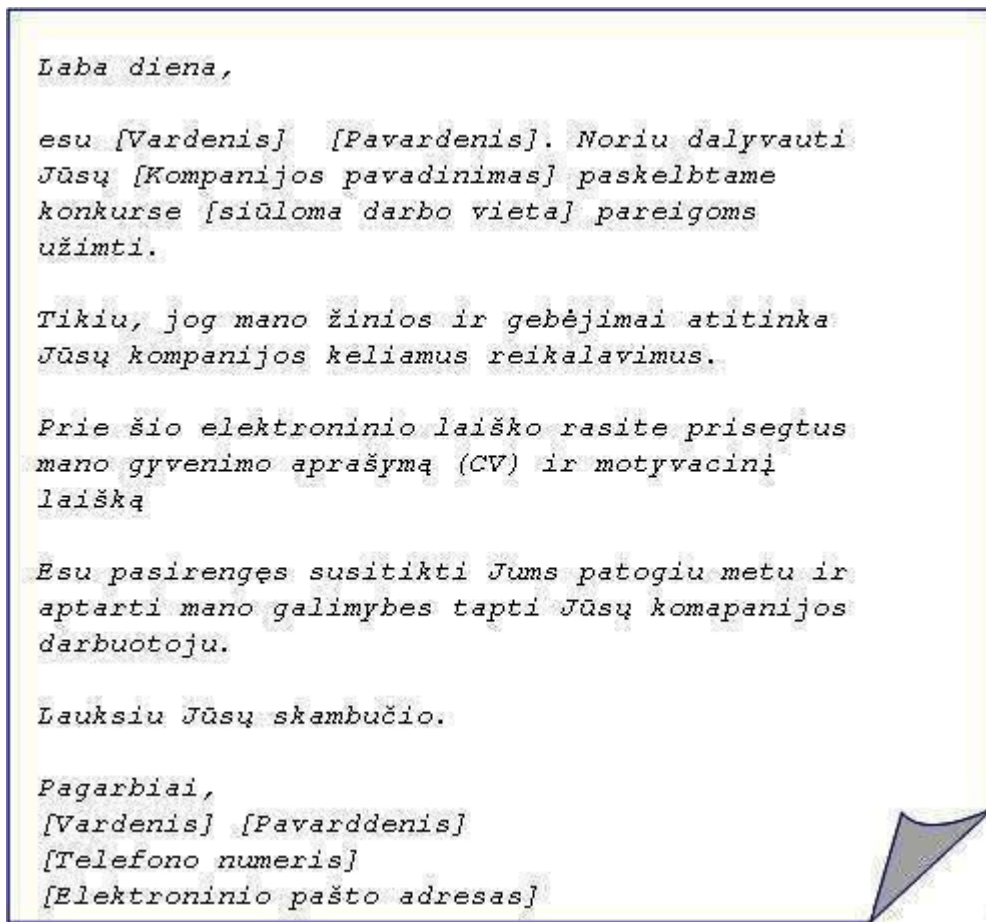 Laba diena,
esu [Vardenis] [Pavardenis]. Noriu dalyvauti
Jūsų [Kompanijos pavadinimas] paskelbtame
konkurse [siūloma darbo vieta] pareigoms
užimti.
Tikiu, jog mano žinios ir gebėjimai atitinka
Jūsų kompanijos keliamus reikalavimus.
Prie šio elektroninio laiško rasite prisegtus
mano gyvenimo aprašymą (CV) ir motyvacinį
laišką
Esu pasirengęs susitikti Jums patogiu metu ir
aptarti mano galimybes tapti Jūsų komapanijos
darbuotoju.
Lauksiu Jūsų skambučio.
Pagarbiai,
[Vardenis] [Pavarddenis]
[Telefono numeris]
[Elektroninio pašto adresas]